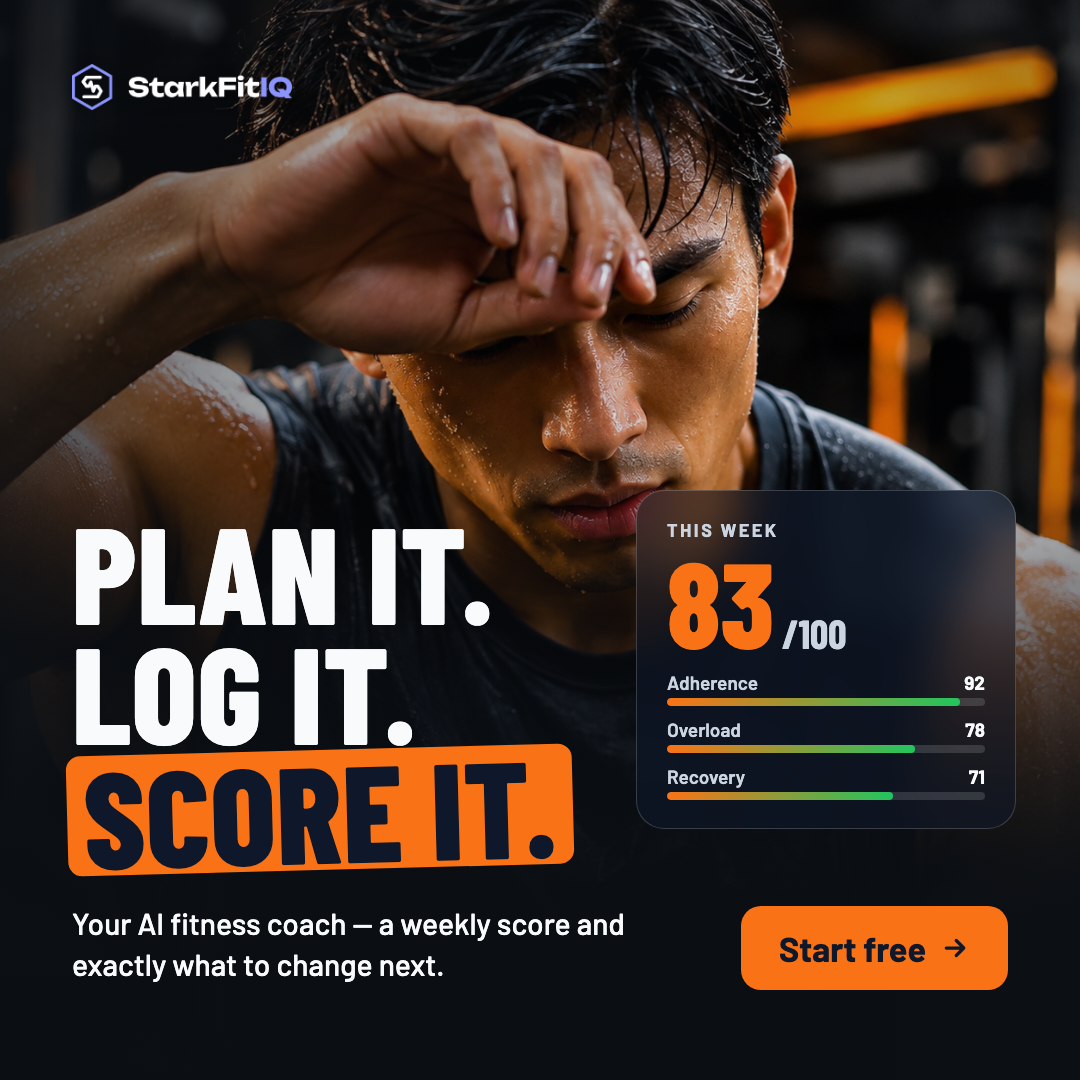 StarkFitIQ
PLAN IT.
LOG IT.
SCORE IT.
THIS WEEK
83 /100
Adherence 92
Overload 78
Recovery 71
Your AI fitness coach — a weekly score and
exactly what to change next.
Start free →